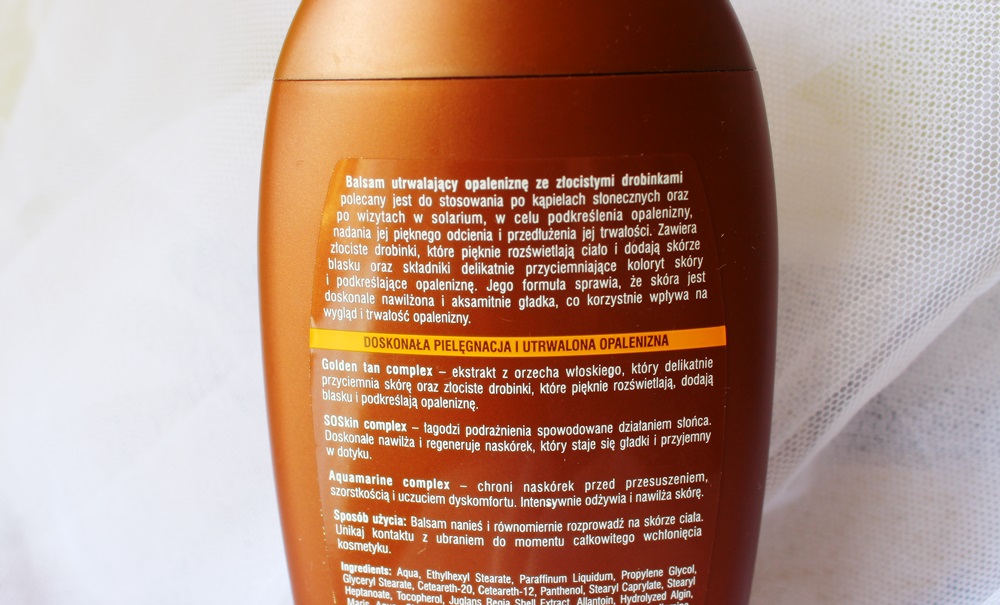 Balsam utrwalający opaleniznę ze złocistymi drobinkami
polecany jest do stosowania po kąpielach słonecznych oraz
po wizytach w solarium, w celu podkreślenia opalenizny,
nadania jej pięknego odcienia i przedłużenia jej trwałości. Zawiera
złociste drobinki, które pięknie rozświetlają ciało i dodają skórze
blasku oraz składniki delikatnie przyciemniające koloryt skóry
i podkreślające opaleniznę. Jego formuła sprawia, że skóra jest
doskonale nawilżona i aksamitnie gładka, co korzystnie wpływa na
wygląd i trwałość opalenizny.
DOSKONAŁA PIELĘGNACJA I UTRWALONA OPALENIZNA
Golden tan complex – ekstrakt z orzecha włoskiego, który delikatnie
przyciemnia skórę oraz złociste drobinki, które pięknie rozświetlają, dodają
blasku i podkreślają opaleniznę.
SOSkin complex – łagodzi podrażnienia spowodowane działaniem słońca.
Doskonale nawilża i regeneruje naskórek, który staje się gładki i przyjemny
w dotyku.
Aquamarine complex – chroni naskórek przed przesuszeniem,
szorstkością i uczuciem dyskomfortu. Intensywnie odżywia i nawilża skórę.
Sposób użycia: Balsam nanieś i równomiernie rozprowadź na skórze ciała.
Unikaj kontaktu z ubraniem do momentu całkowitego wchłonięcia
kosmetyku.
Ingredients: Aqua, Ethylhexyl Stearate, Paraffinum Liquidum, Propylene Glycol,
Glyceryl Stearate, Ceteareth-20, Ceteareth-12, Panthenol, Stearyl Caprylate, Stearyl
Heptanoate, Tocopherol, Juglans Regia Shell Extract, Allantoin, Hydrolyzed Algin,
Maris